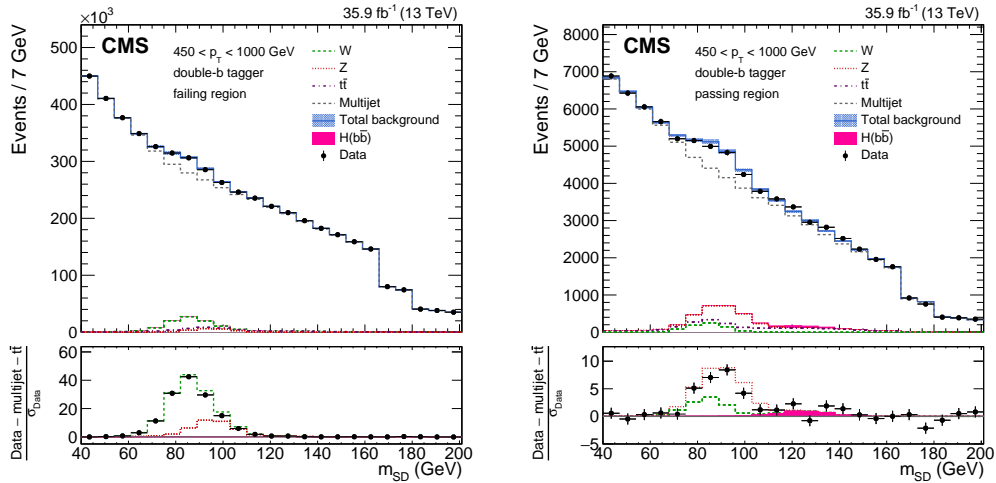 35.9 fb⁻¹ (13 TeV)
×10³
CMS
450 < p_T < 1000 GeV
double-b tagger
failing region
W
Z
tt̄
Multijet
Total background
H(bb̄)
Data
Events / 7 GeV
500
400
300
200
100
0
Data − multijet − tt̄
σ_Data
60
40
20
0
40 60 80 100 120 140 160 180 200
m_SD (GeV)
35.9 fb⁻¹ (13 TeV)
CMS
450 < p_T < 1000 GeV
double-b tagger
passing region
W
Z
tt̄
Multijet
Total background
H(bb̄)
Data
Events / 7 GeV
8000
7000
6000
5000
4000
3000
2000
1000
0
Data − multijet − tt̄
σ_Data
10
5
0
−5
40 60 80 100 120 140 160 180 200
m_SD (GeV)